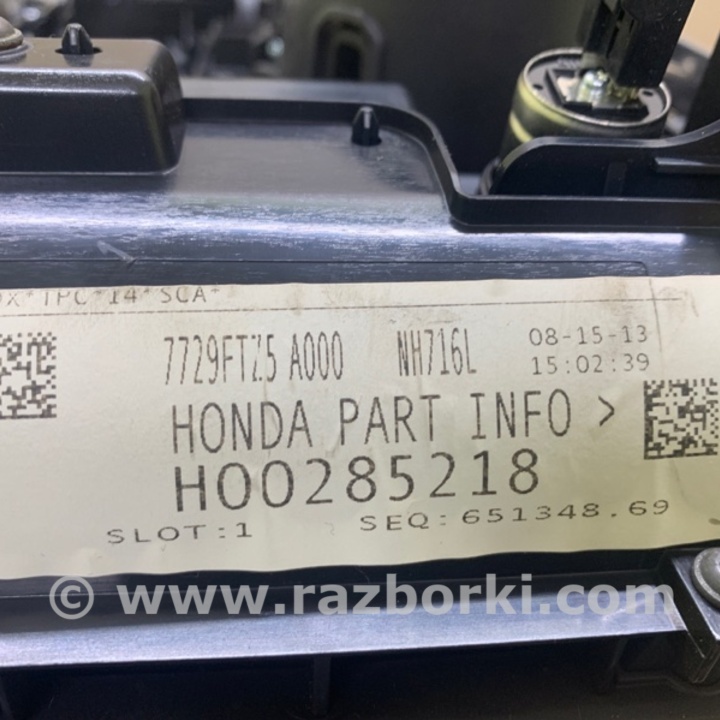 TPC*14*SCA*
7729FTZ5 A000 NH716L 08-15-13
15:02:39
HONDA PART INFO >
H00285218
SLOT:1 SEQ:651348.69
© www.razborki.com